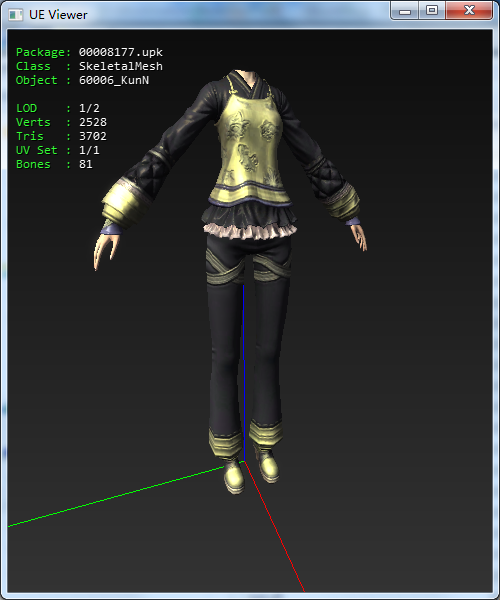 UE Viewer
Package: 00008177.upk
Class : SkeletalMesh
Object : 60006_KunN
LOD : 1/2
Verts : 2528
Tris : 3702
UV Set : 1/1
Bones : 81